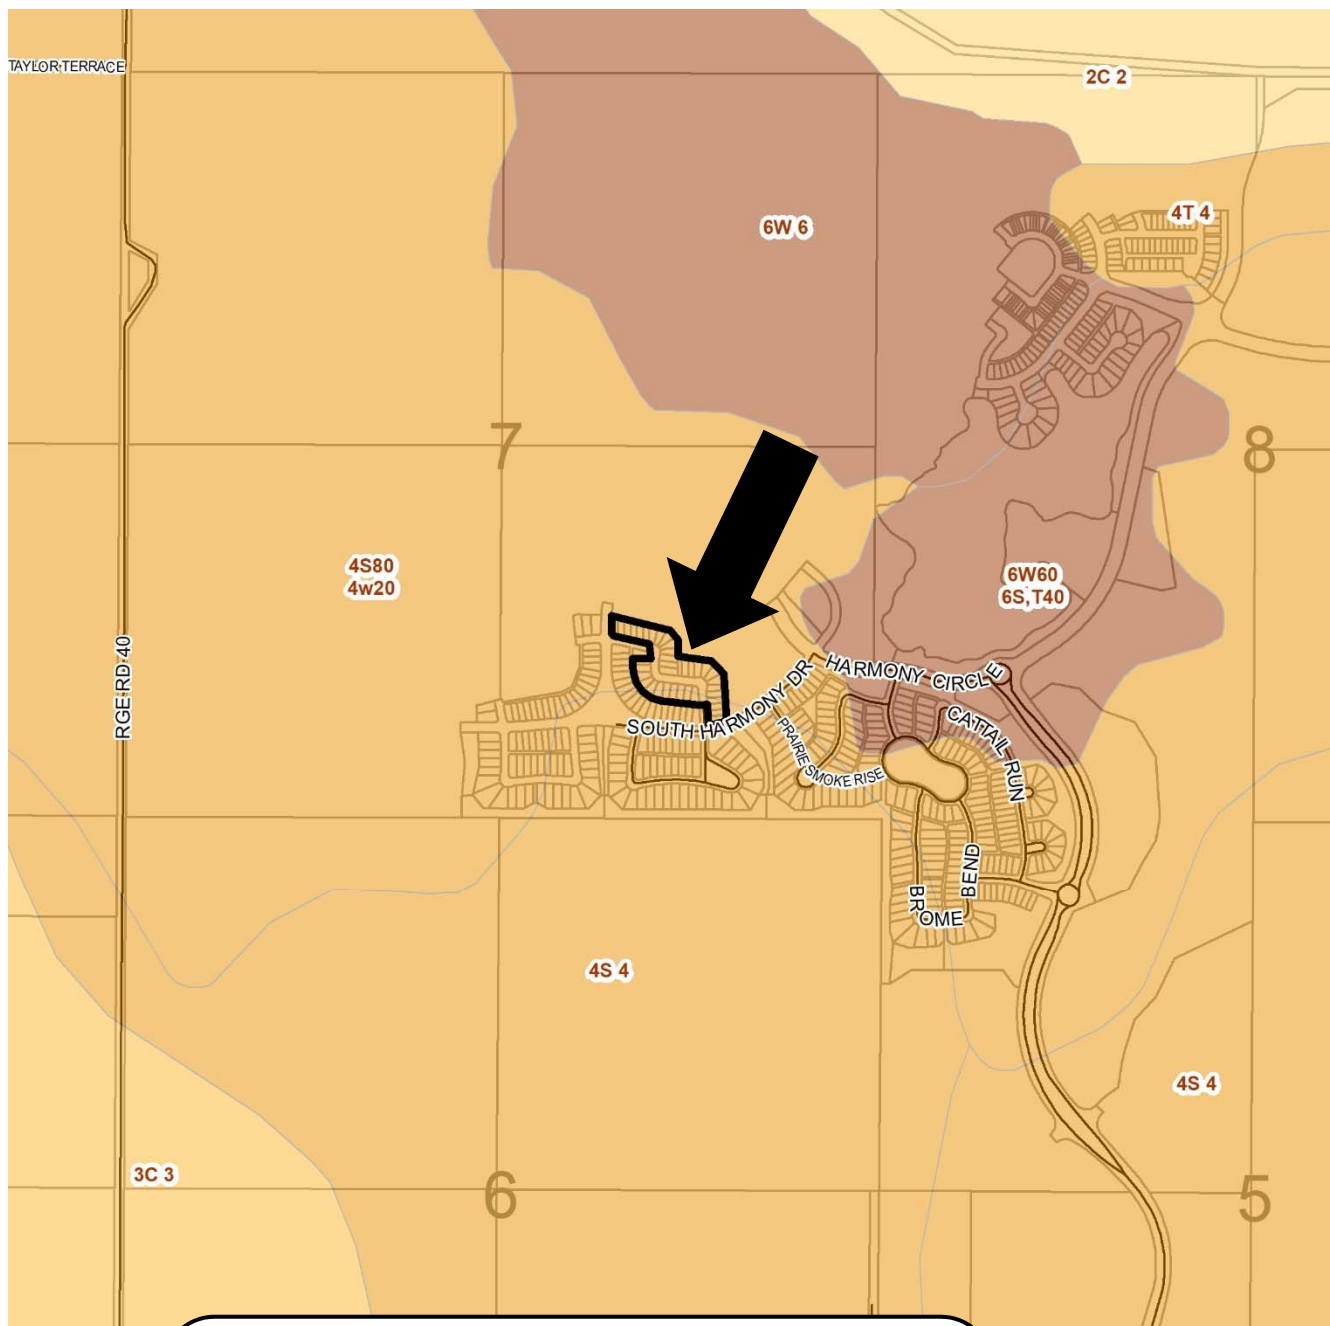 TAYLOR TERRACE
2C 2
4T 4
6W 6
7
8
4S80
4w20
6W60
6S,T40
RGE RD 40
HARMONY CIRCLE
SOUTH HARMONY DR
CATTAIL RUN
PRAIRIE SMOKE RISE
BROME BEND
4S 4
4S 4
3C 3
6
5